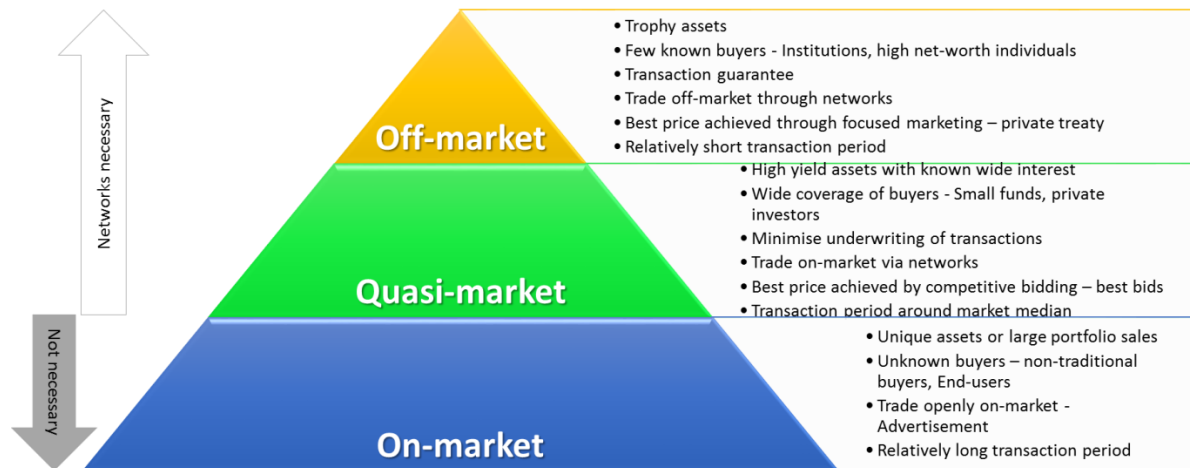 Networks necessary
Not necessary
Off-market
• Trophy assets
• Few known buyers - Institutions, high net-worth individuals
• Transaction guarantee
• Trade off-market through networks
• Best price achieved through focused marketing – private treaty
• Relatively short transaction period
Quasi-market
• High yield assets with known wide interest
• Wide coverage of buyers - Small funds, private
investors
• Minimise underwriting of transactions
• Trade on-market via networks
• Best price achieved by competitive bidding – best bids
• Transaction period around market median
On-market
• Unique assets or large portfolio sales
• Unknown buyers – non-traditional
buyers, End-users
• Trade openly on-market -
Advertisement
• Relatively long transaction period